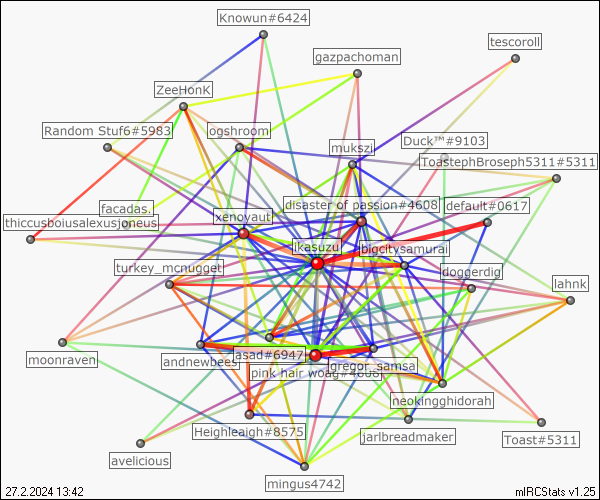 Knowun#6424
tescoroll
gazpachoman
ZeeHonK
Random Stuf6#5983
ogshroom
Duck™#9103
mukszi
ToastephBroseph5311#5311
disaster of passion#4608
default#0617
facadas.
xenoyaut
thiccusboiusalexusjoneus
ikasuzu
bigcitysamurai
turkey_mcnugget
doggerdig
lahnk
moonraven
andnewbees
asad#6947
gregor_samsa
pink hair woag#4608
neokingghidorah
Heighleaigh#8575
jarlbreadmaker
Toast#5311
avelicious
mingus4742
27.2.2024 13:42
mIRCStats v1.25